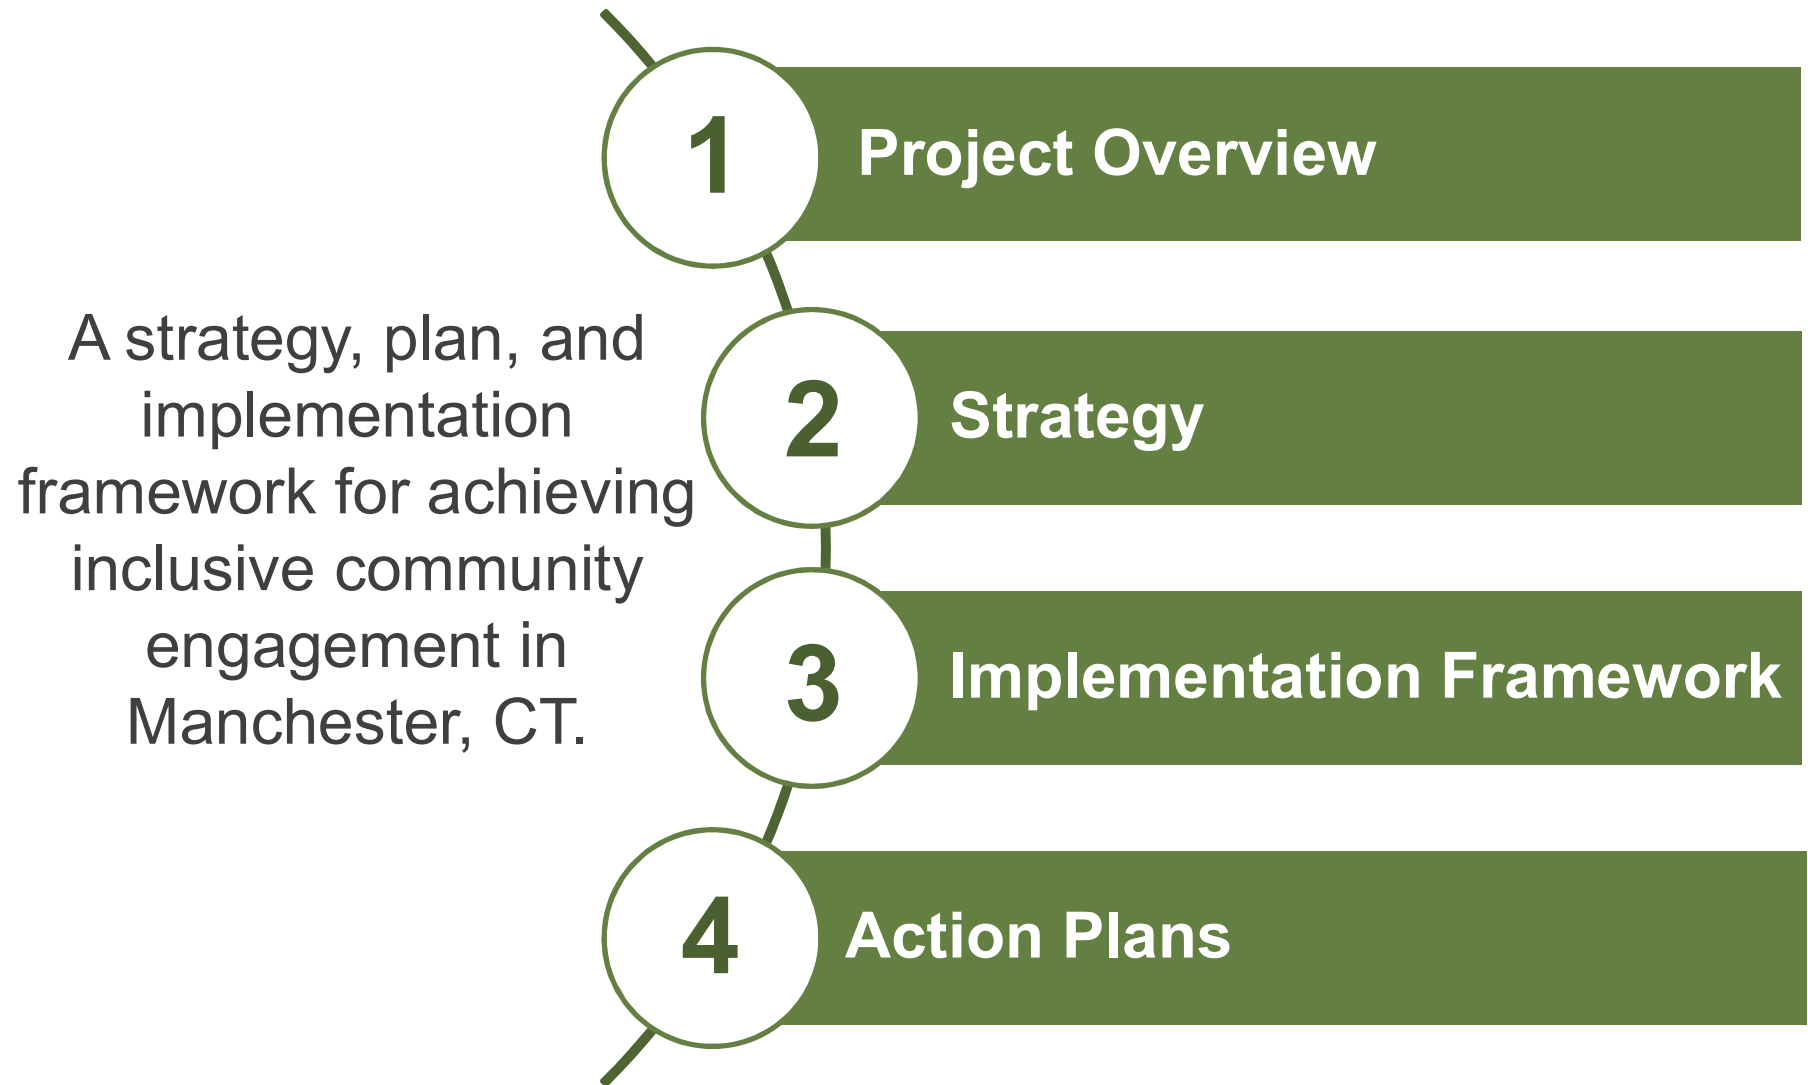 A strategy, plan, and
implementation
framework for achieving
inclusive community
engagement in
Manchester, CT.
1
Project Overview
2
Strategy
3
Implementation Framework
4
Action Plans